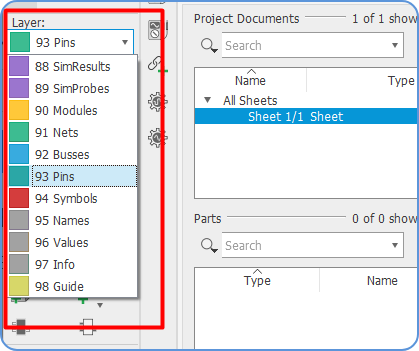 Layer:
93 Pins
88 SimResults
89 SimProbes
90 Modules
91 Nets
92 Busses
93 Pins
94 Symbols
95 Names
96 Values
97 Info
98 Guide
Project Documents
1 of 1 show
Search
Name Type
All Sheets
Sheet 1/1 Sheet
Parts
0 of 0 show
Search
Type Name